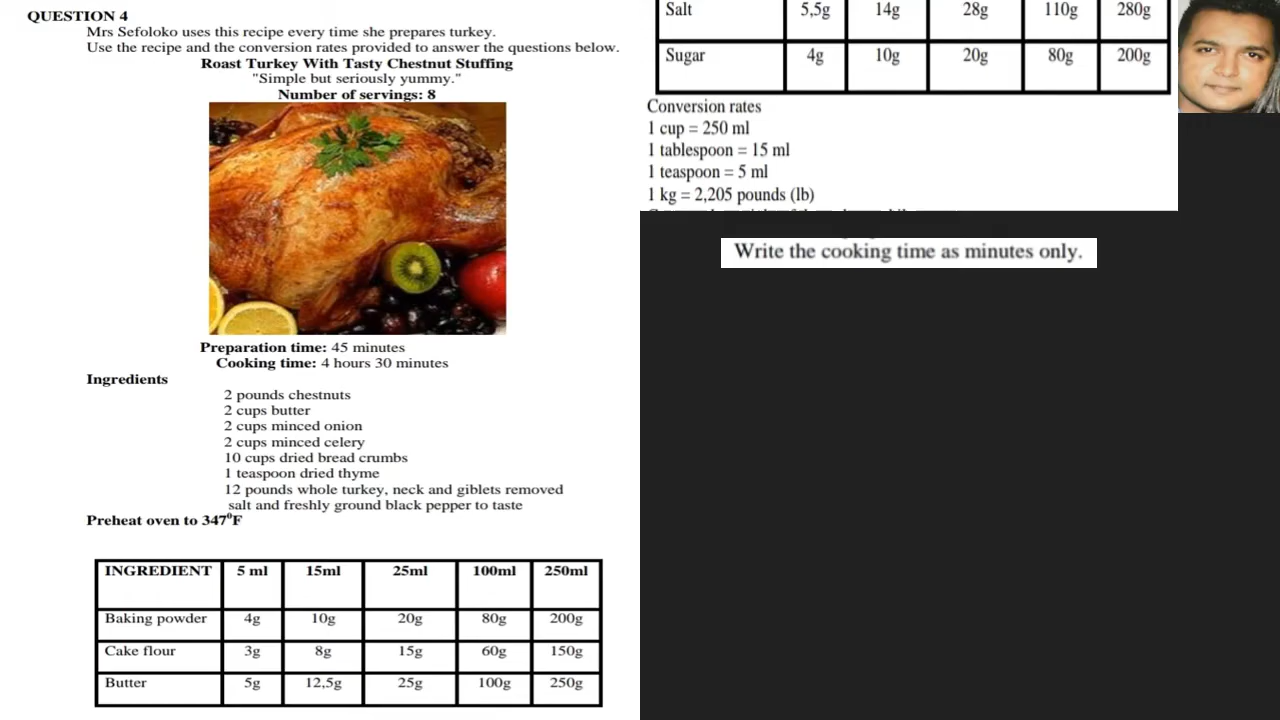 QUESTION 4
Mrs Sefoloko uses this recipe every time she prepares turkey.
Use the recipe and the conversion rates provided to answer the questions below.
Roast Turkey With Tasty Chestnut Stuffing
"Simple but seriously yummy."
Number of servings: 8
Preparation time: 45 minutes
Cooking time: 4 hours 30 minutes
Ingredients
2 pounds chestnuts
2 cups butter
2 cups minced onion
2 cups minced celery
10 cups dried bread crumbs
1 teaspoon dried thyme
12 pounds whole turkey, neck and giblets removed
salt and freshly ground black pepper to taste
Preheat oven to 347⁰F
INGREDIENT 5 ml 15ml 25ml 100ml 250ml
Baking powder 4g 10g 20g 80g 200g
Cake flour 3g 8g 15g 60g 150g
Butter 5g 12,5g 25g 100g 250g
Salt 5,5g 14g 28g 110g 280g
Sugar 4g 10g 20g 80g 200g
Conversion rates
1 cup = 250 ml
1 tablespoon = 15 ml
1 teaspoon = 5 ml
1 kg = 2,205 pounds (lb)
Write the cooking time as minutes only.